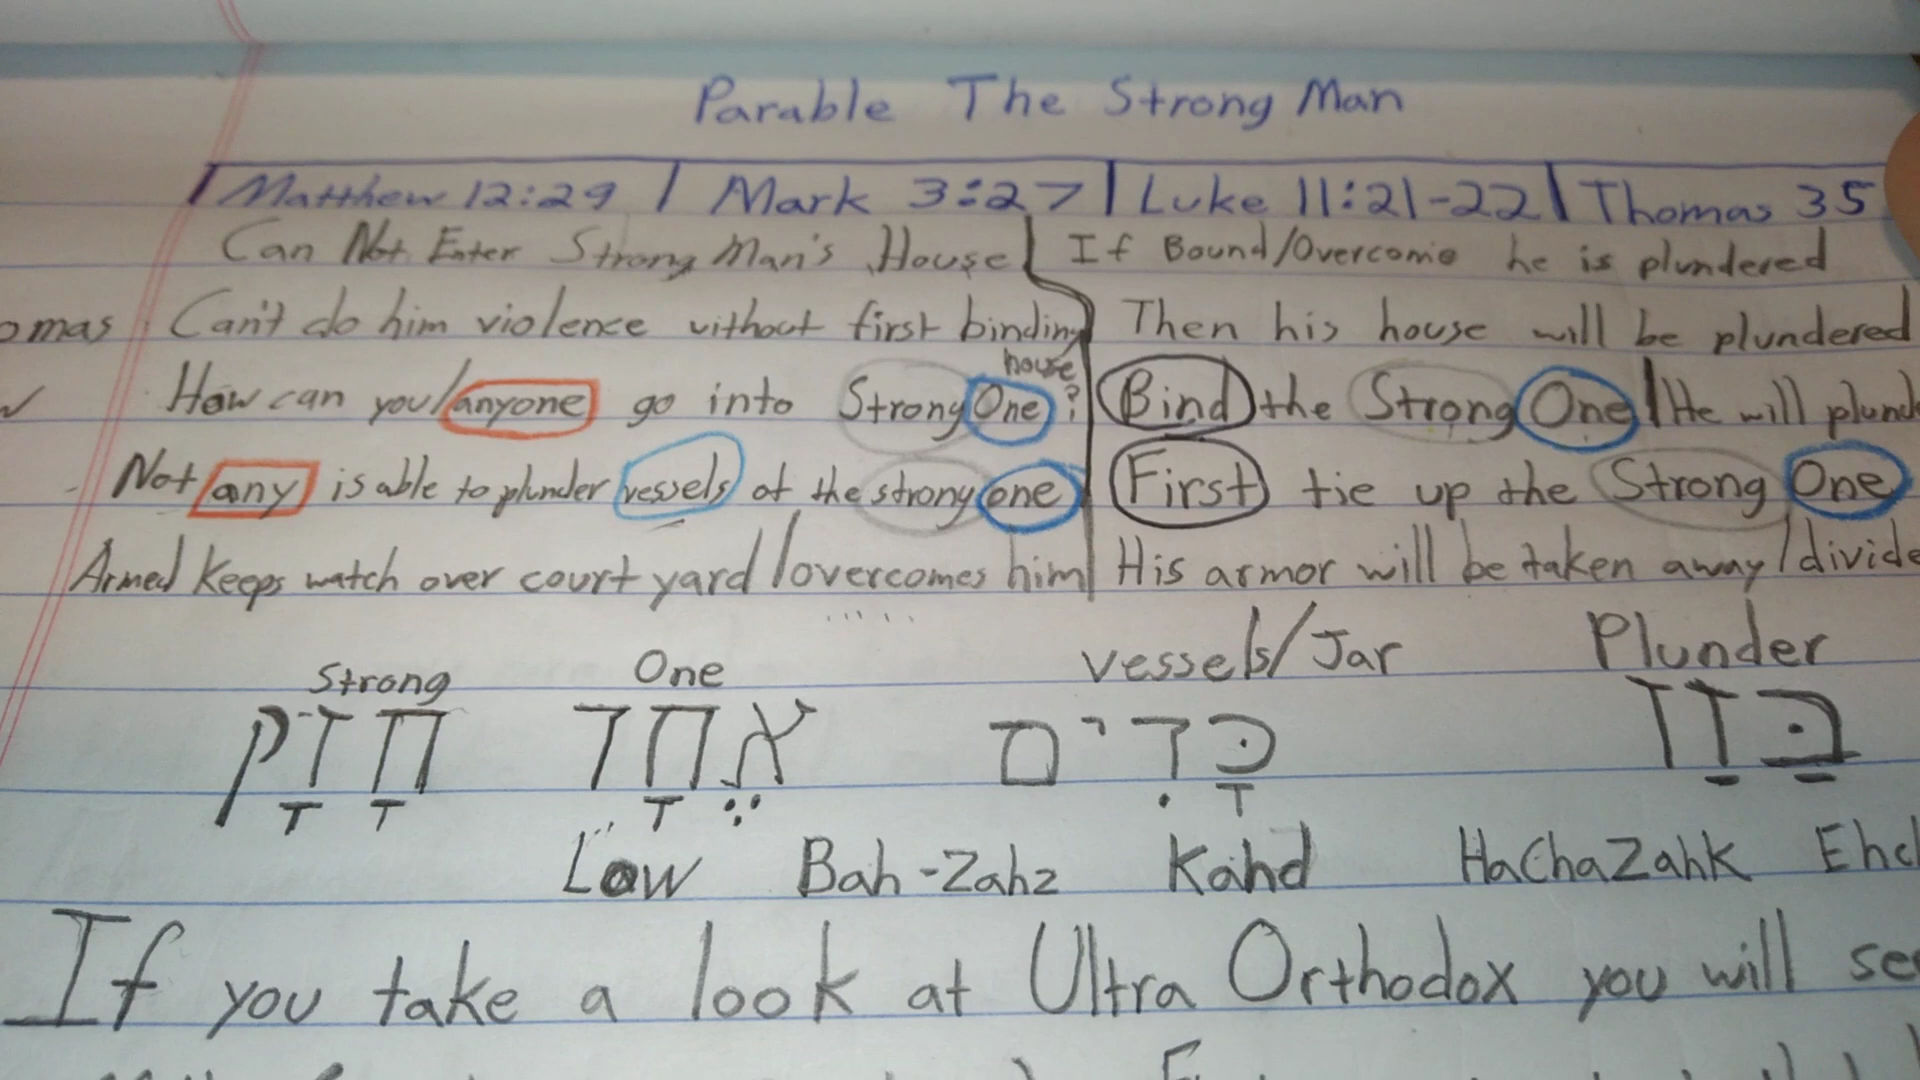 Parable The Strong Man
Matthew 12:29 | Mark 3:27 | Luke 11:21-22 | Thomas 35
Can Not Enter Strong Man's House | If Bound/Overcome he is plundered
omas Can't do him violence without first binding | Then his house will be plundered
house
w How can you/anyone go into Strong One? | Bind the Strong One | He will plund
Not any is able to plunder vessels of the strong one | First tie up the Strong One
Armed keeps watch over court yard/overcomes him | His armor will be taken away/divide
Strong One vessels/Jar Plunder
חָזָק אֶחָד כָּדִים בַּזַז
Law Bah-Zahz Kahd HaChaZahk Ehc
If you take a look at Ultra Orthodox you will see